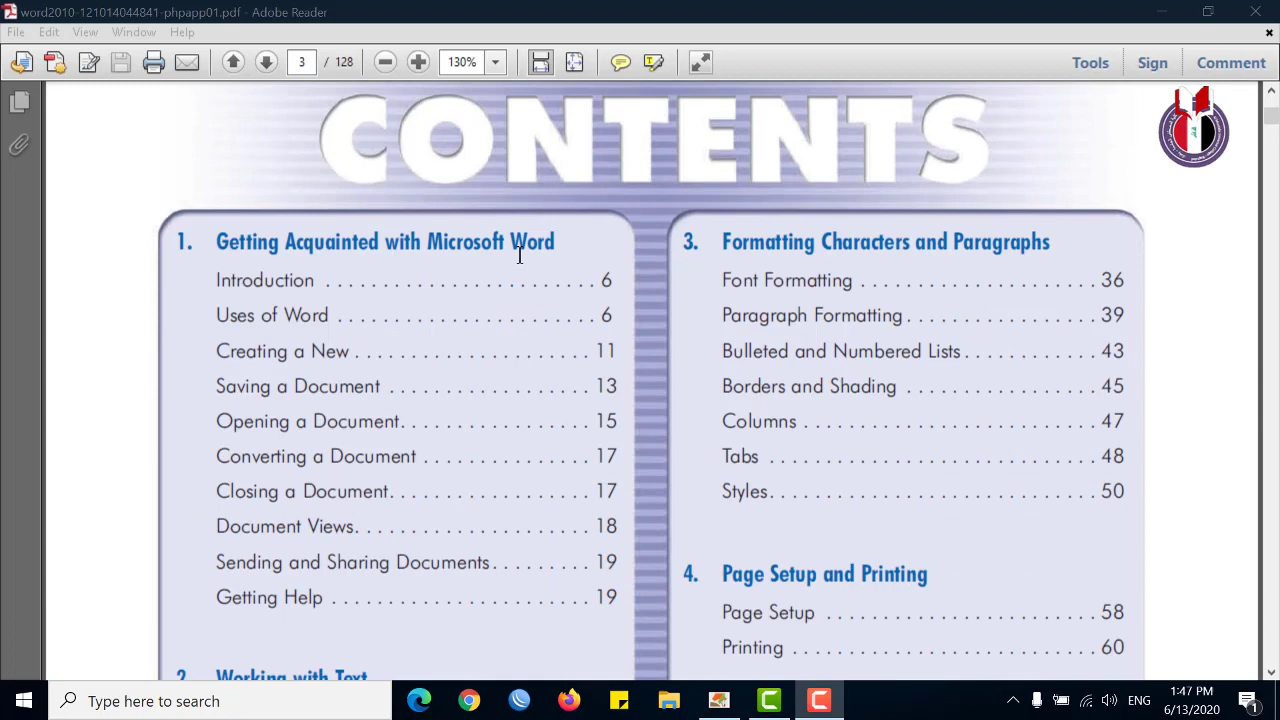 word2010-121014044841-phpapp01.pdf - Adobe Reader
File Edit View Window Help
3 / 128 130% Tools Sign Comment
CONTENTS
1. Getting Acquainted with Microsoft Word
Introduction . . . . . . . . . . . . . . . . . . . . . . . 6
Uses of Word . . . . . . . . . . . . . . . . . . . . . . 6
Creating a New . . . . . . . . . . . . . . . . . . . . 11
Saving a Document . . . . . . . . . . . . . . . . . 13
Opening a Document. . . . . . . . . . . . . . . . 15
Converting a Document . . . . . . . . . . . . . . 17
Closing a Document. . . . . . . . . . . . . . . . . 17
Document Views. . . . . . . . . . . . . . . . . . . . 18
Sending and Sharing Documents. . . . . . . . . 19
Getting Help . . . . . . . . . . . . . . . . . . . . . . 19
2. Working with Text
3. Formatting Characters and Paragraphs
Font Formatting . . . . . . . . . . . . . . . . . . . . 36
Paragraph Formatting. . . . . . . . . . . . . . . . 39
Bulleted and Numbered Lists. . . . . . . . . . . 43
Borders and Shading . . . . . . . . . . . . . . . . 45
Columns . . . . . . . . . . . . . . . . . . . . . . . . . 47
Tabs . . . . . . . . . . . . . . . . . . . . . . . . . . . . 48
Styles. . . . . . . . . . . . . . . . . . . . . . . . . . . . 50
4. Page Setup and Printing
Page Setup . . . . . . . . . . . . . . . . . . . . . . . 58
Printing . . . . . . . . . . . . . . . . . . . . . . . . . . 60
Type here to search
ENG
1:47 PM
6/13/2020
1